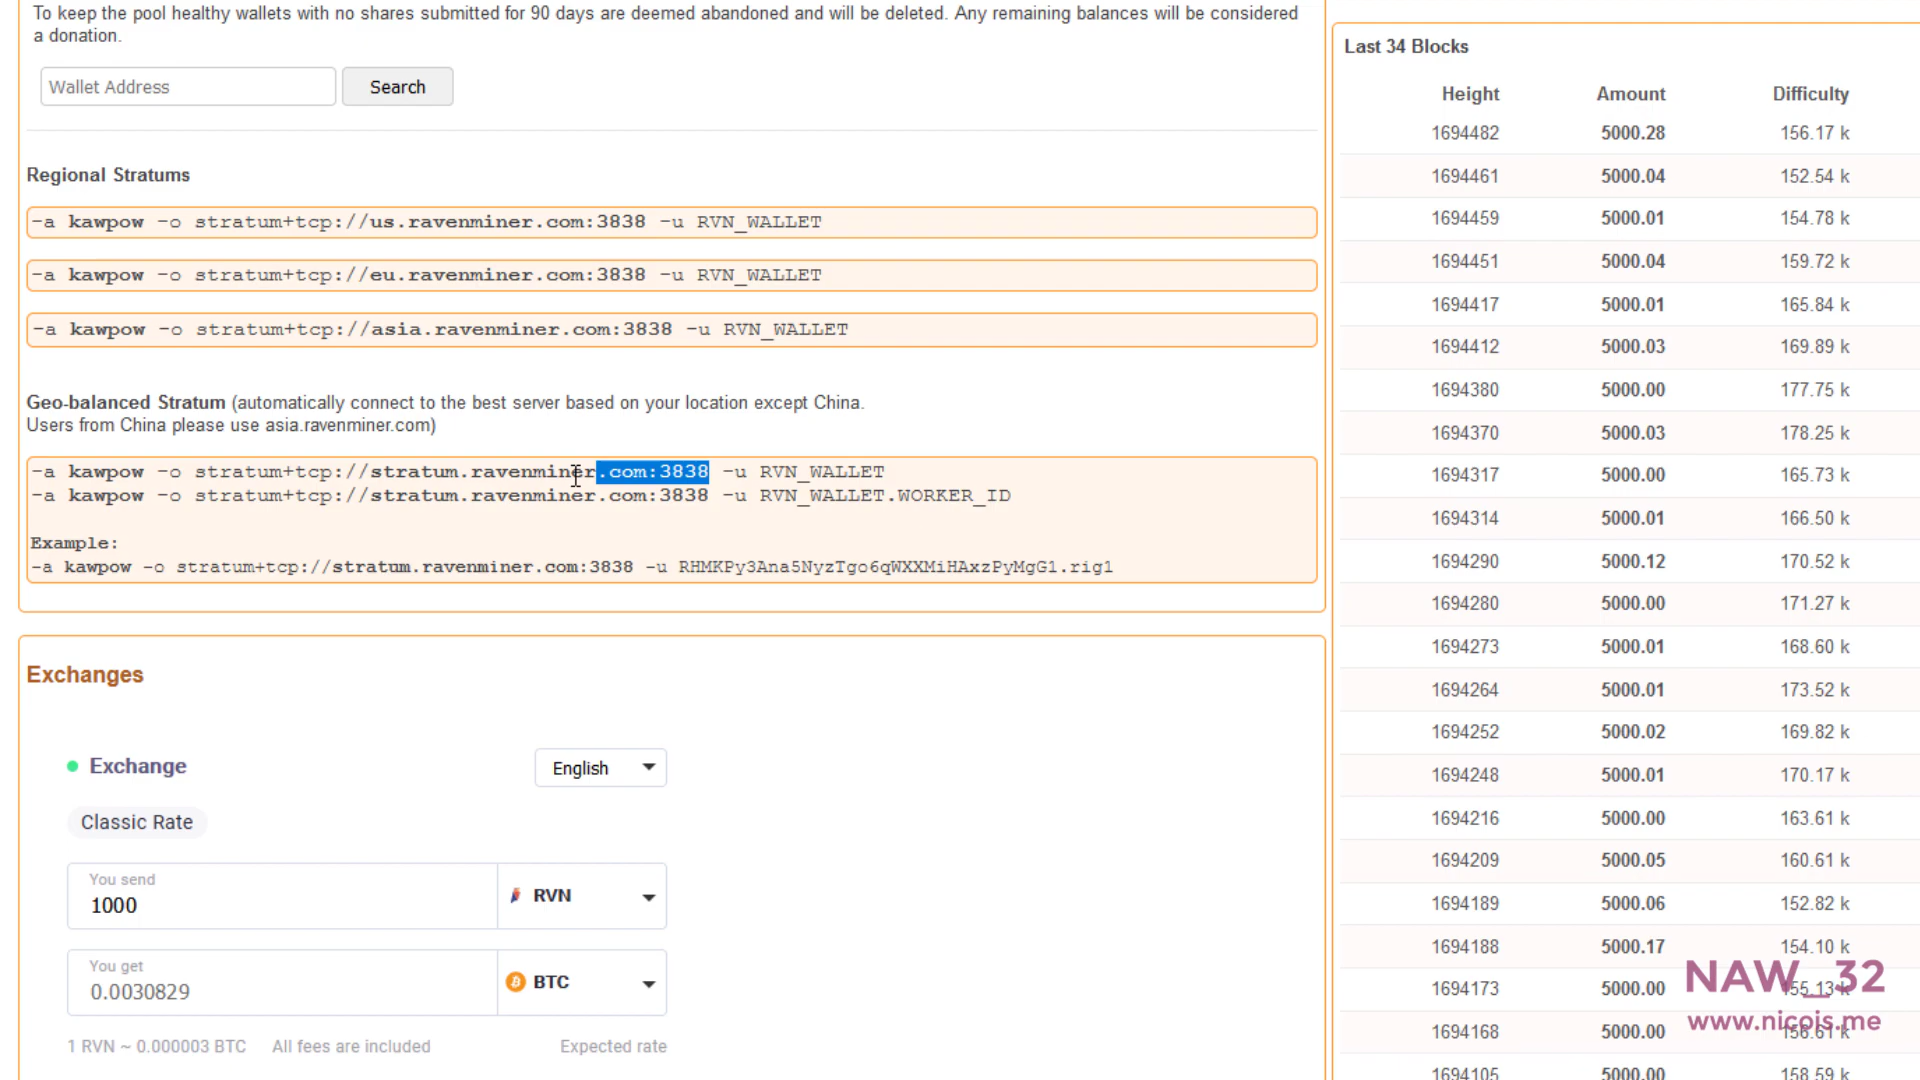 To keep the pool healthy wallets with no shares submitted for 90 days are deemed abandoned and will be deleted. Any remaining balances will be considered
a donation.
Wallet Address
Search
Regional Stratums
-a kawpow -o stratum+tcp://us.ravenminer.com:3838 -u RVN_WALLET
-a kawpow -o stratum+tcp://eu.ravenminer.com:3838 -u RVN_WALLET
-a kawpow -o stratum+tcp://asia.ravenminer.com:3838 -u RVN_WALLET
Geo-balanced Stratum (automatically connect to the best server based on your location except China.
Users from China please use asia.ravenminer.com)
-a kawpow -o stratum+tcp://stratum.ravenminer.com:3838 -u RVN_WALLET
-a kawpow -o stratum+tcp://stratum.ravenminer.com:3838 -u RVN_WALLET.WORKER_ID
Example:
-a kawpow -o stratum+tcp://stratum.ravenminer.com:3838 -u RHMKPy3Ana5NyzTgo6qWXXMiHAxzPyMgG1.rig1
Exchanges
Exchange
English
Classic Rate
You send
1000
RVN
You get
0.0030829
BTC
1 RVN ~ 0.000003 BTC All fees are included Expected rate
Last 34 Blocks
Height Amount Difficulty
1694482 5000.28 156.17 k
1694461 5000.04 152.54 k
1694459 5000.01 154.78 k
1694451 5000.04 159.72 k
1694417 5000.01 165.84 k
1694412 5000.03 169.89 k
1694380 5000.00 177.75 k
1694370 5000.03 178.25 k
1694317 5000.00 165.73 k
1694314 5000.01 166.50 k
1694290 5000.12 170.52 k
1694280 5000.00 171.27 k
1694273 5000.01 168.60 k
1694264 5000.01 173.52 k
1694252 5000.02 169.82 k
1694248 5000.01 170.17 k
1694216 5000.00 163.61 k
1694209 5000.05 160.61 k
1694189 5000.06 152.82 k
1694188 5000.17 154.10 k
1694173 5000.00 155.13 k
1694168 5000.00 156.61 k
1694105 5000.00 158.59 k
NAW_32
www.nicojs.me